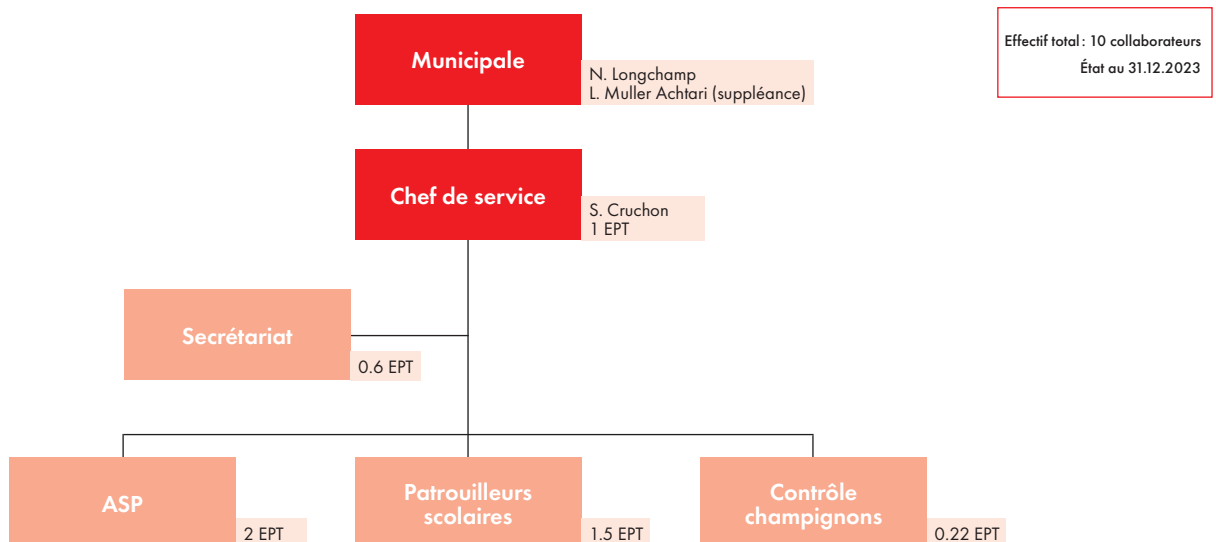 Municipale
N. Longchamp
L. Muller Achtari (suppléance)
Effectif total : 10 collaborateurs
État au 31.12.2023
Chef de service
S. Cruchon
1 EPT
Secrétariat
0.6 EPT
ASP
2 EPT
Patrouilleurs
scolaires
1.5 EPT
Contrôle
champignons
0.22 EPT